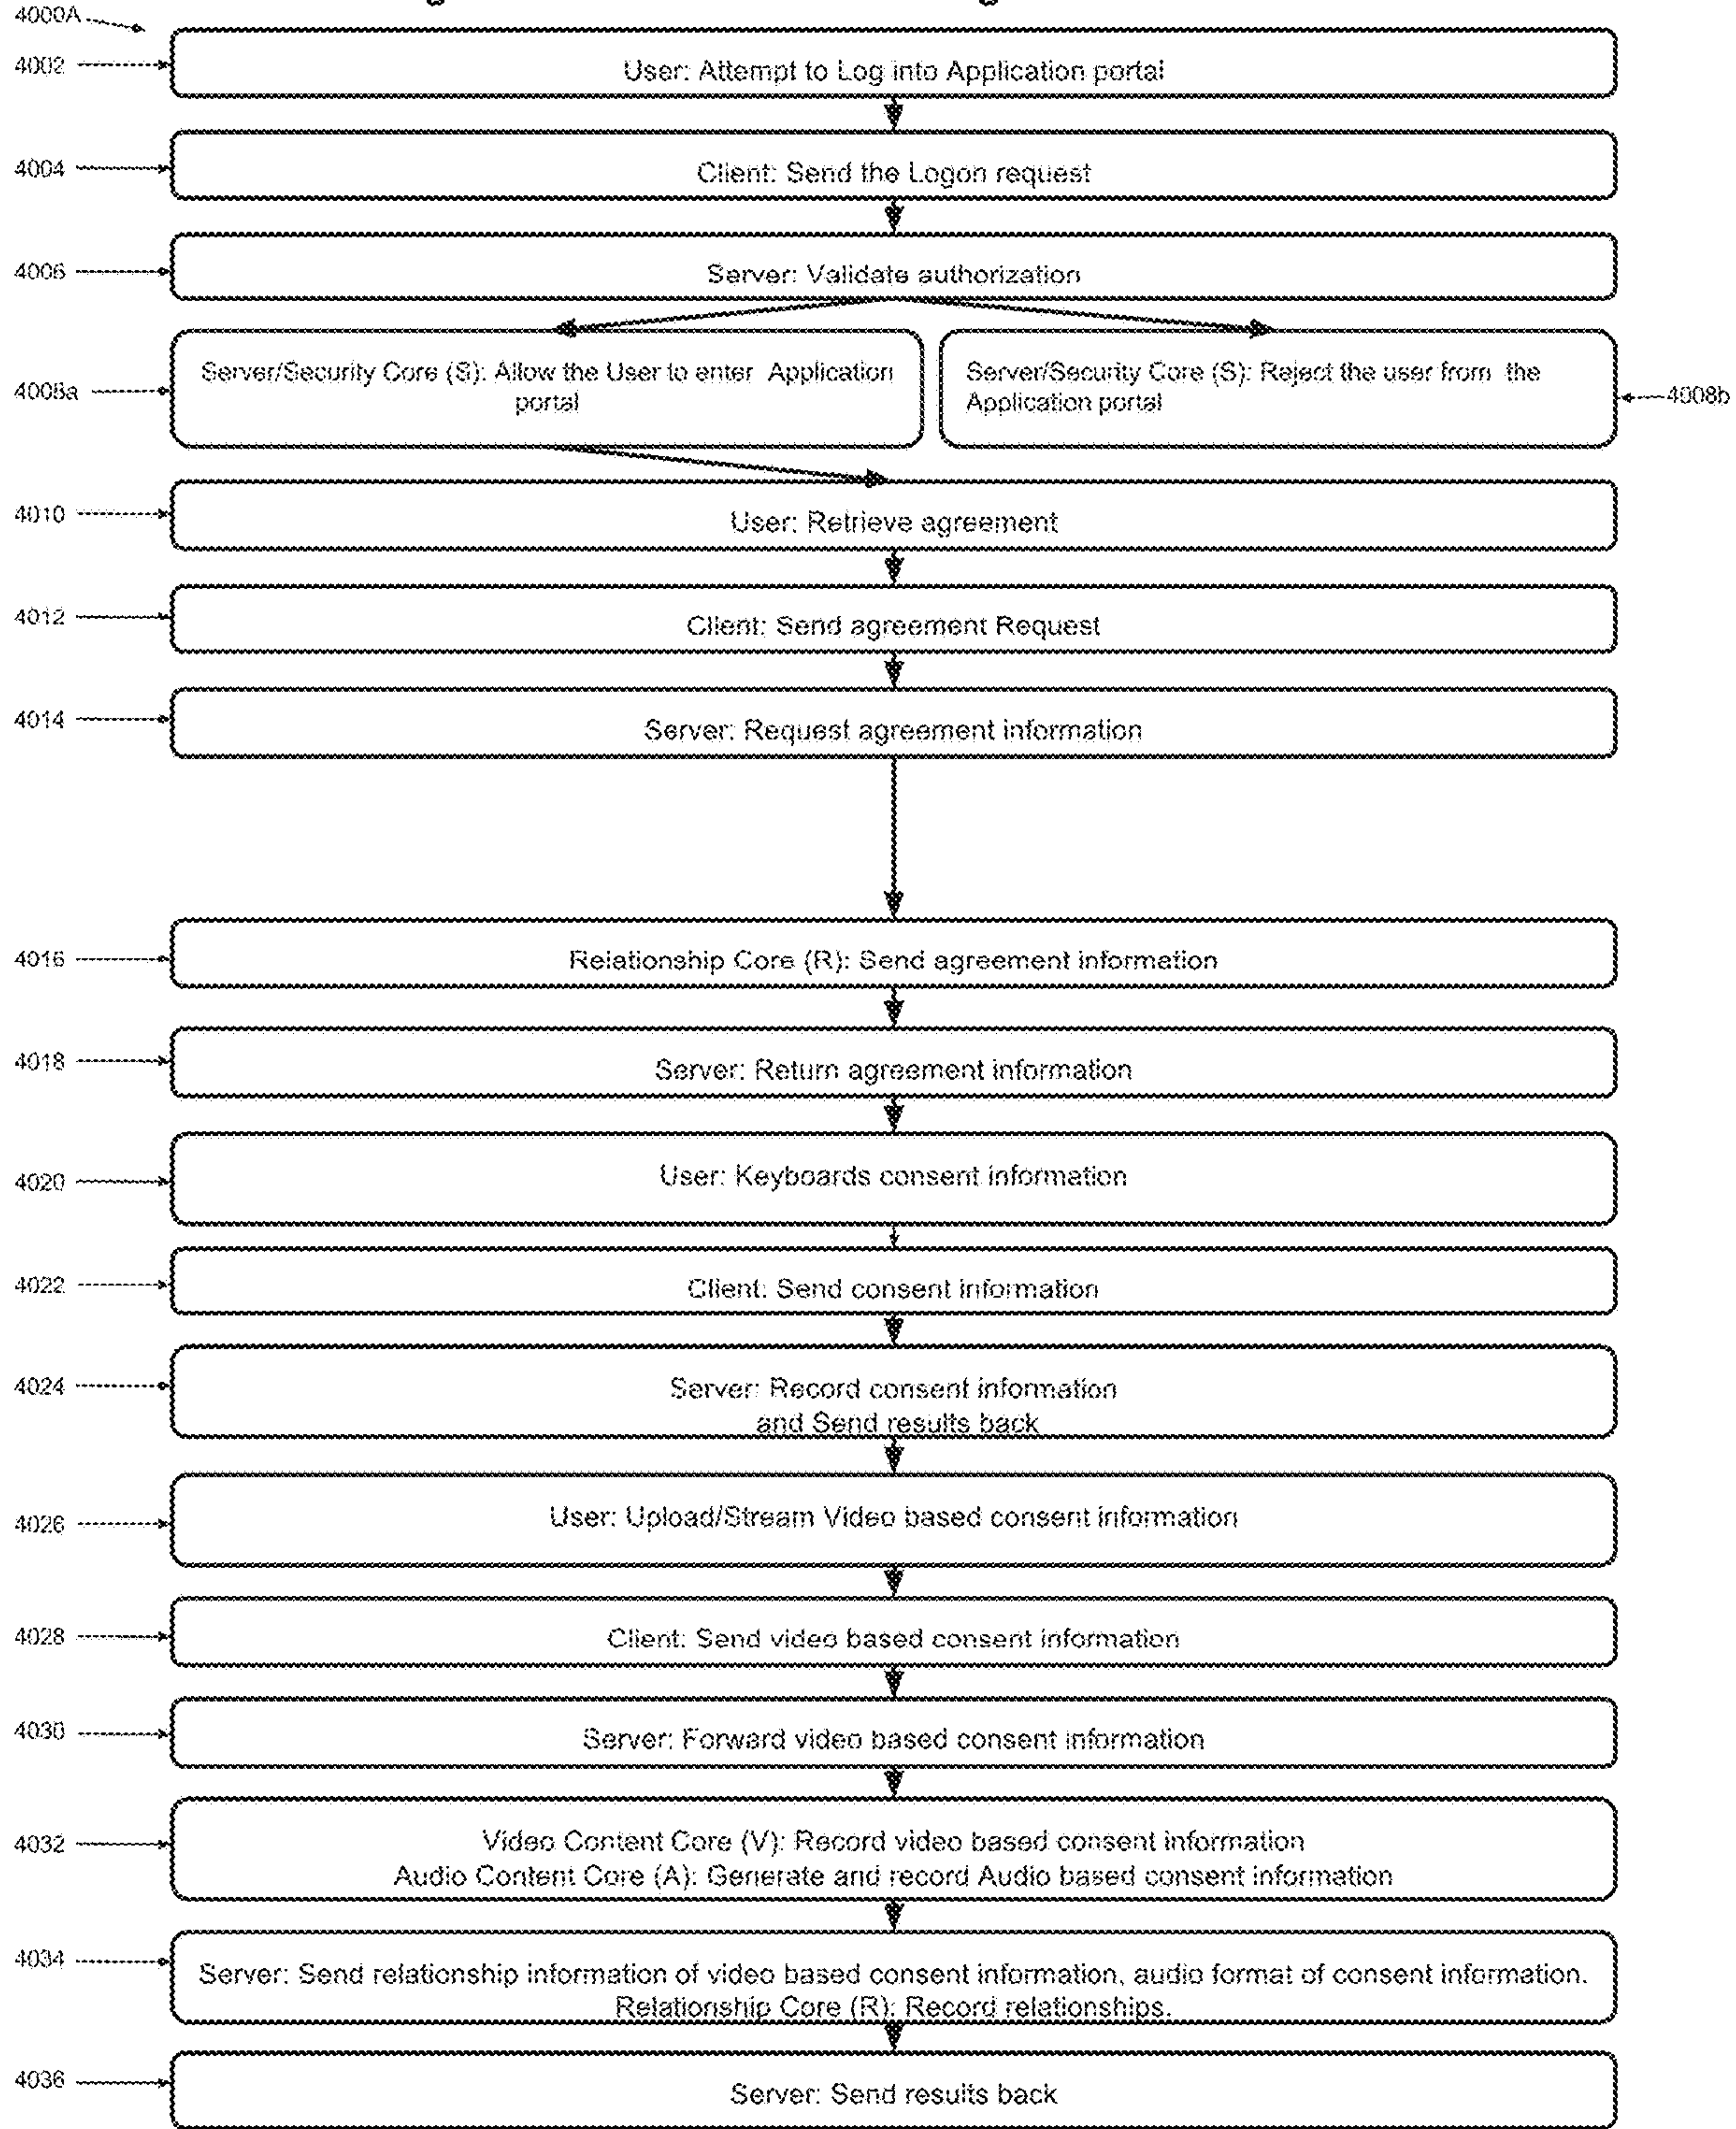 4000A
4002
User: Attempt to Log into Application portal
4004
Client: Send the Logon request
4006
Server: Validate authorization
4008a
Server/Security Core (S): Allow the User to enter Application
portal
Server/Security Core (S): Reject the user from the
Application portal
4008b
4010
User: Retrieve agreement
4012
Client: Send agreement Request
4014
Server: Request agreement information
4016
Relationship Core (R): Send agreement information
4018
Server: Return agreement information
4020
User: Keyboards consent information
4022
Client: Send consent information
4024
Server: Record consent information
and Send results back
4026
User: Upload/Stream Video based consent information
4028
Client: Send video based consent information
4030
Server: Forward video based consent information
4032
Video Content Core (V): Record video based consent information
Audio Content Core (A): Generate and record Audio based consent information
4034
Server: Send relationship information of video based consent information, audio format of consent information.
Relationship Core (R): Record relationships.
4036
Server: Send results back